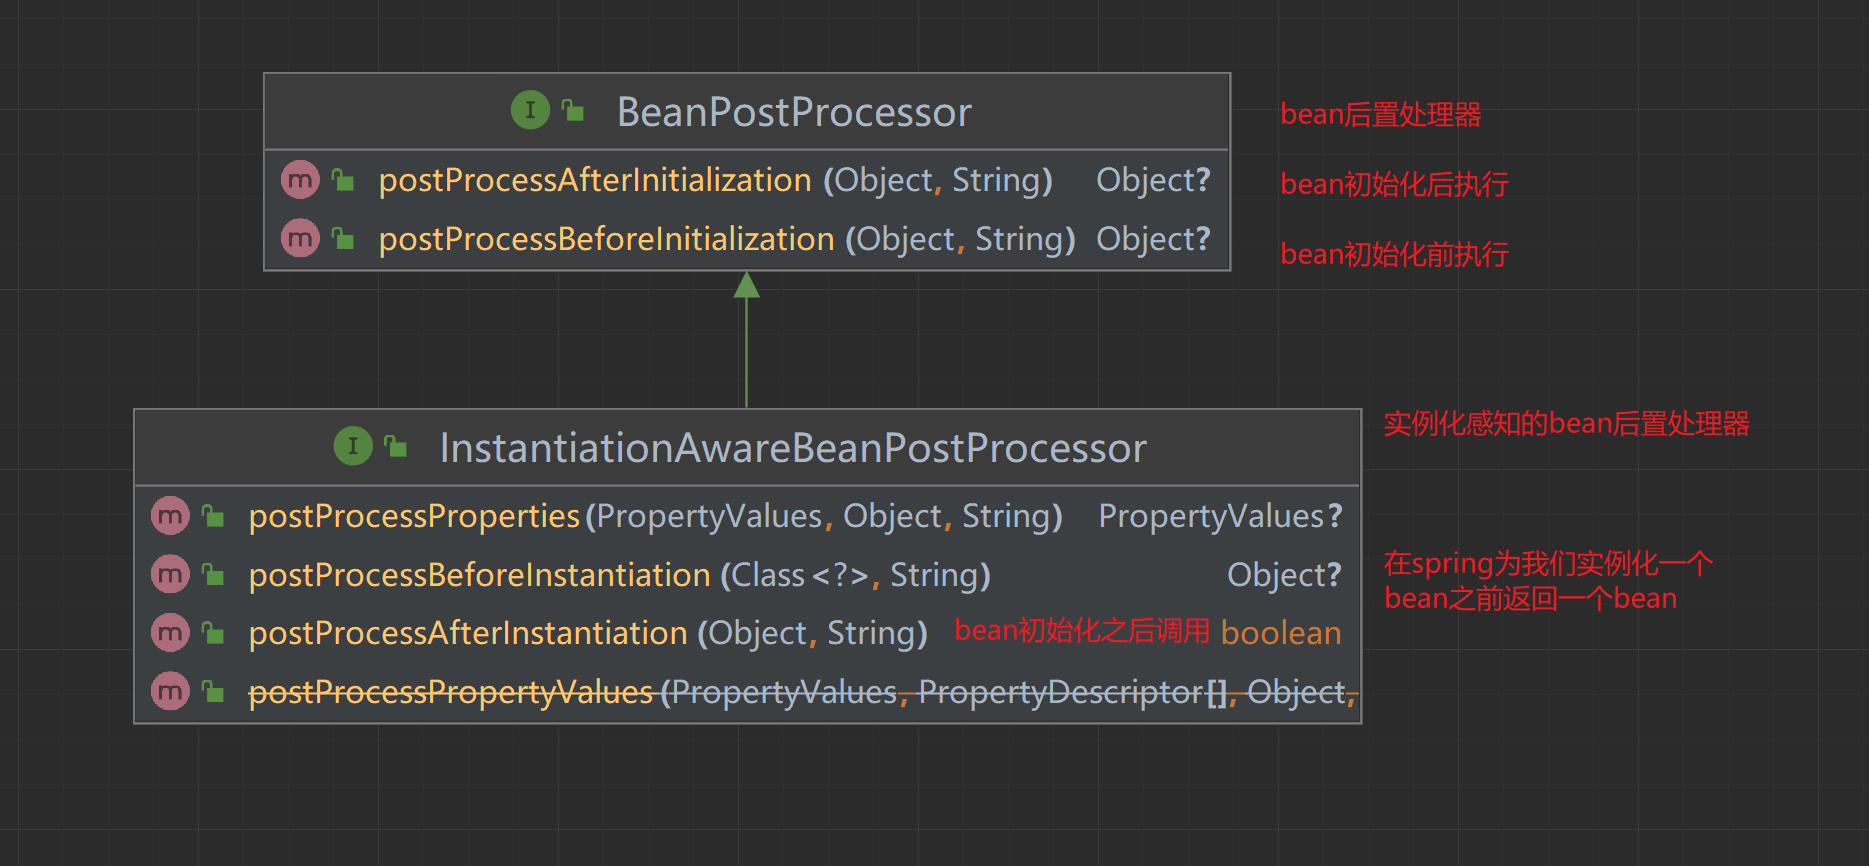 BeanPostProcessor
bean后置处理器
postProcessAfterInitialization (Object, String) Object?
bean初始化后执行
postProcessBeforeInitialization (Object, String) Object?
bean初始化前执行
InstantiationAwareBeanPostProcessor
实例化感知的bean后置处理器
postProcessProperties (PropertyValues, Object, String) PropertyValues?
postProcessBeforeInstantiation (Class <?>, String) Object?
在spring为我们实例化一个
bean之前返回一个bean
postProcessAfterInstantiation (Object, String) bean初始化之后调用 boolean
postProcessPropertyValues (PropertyValues, PropertyDescriptor[], Object,